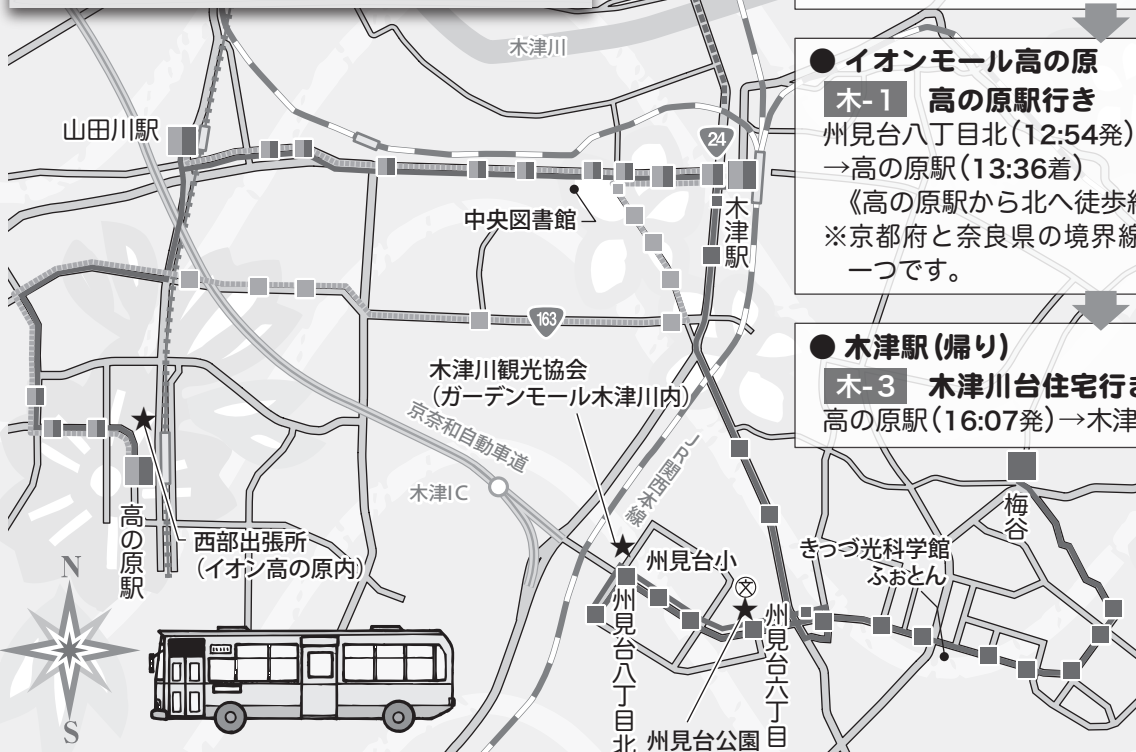 木津川
山田川駅
24
木津駅
中央図書館
163
木津川観光協会
(ガーデンモール木津川内)
京奈和自動車道
木津IC
JR関西本線
高の原駅
西部出張所
(イオン高の原内)
州見台小
文
州見台八丁目北
州見台公園
州見台六丁目
きっづ光科学館
ふぉとん
梅谷
N
S
● イオンモール高の原
木-1 高の原駅行き
州見台八丁目北(12:54発)
→高の原駅(13:36着)
《高の原駅から北へ徒歩
※京都府と奈良県の境界線
一つです。
● 木津駅(帰り)
木-3 木津川台住宅行き
高の原駅(16:07発)→木津